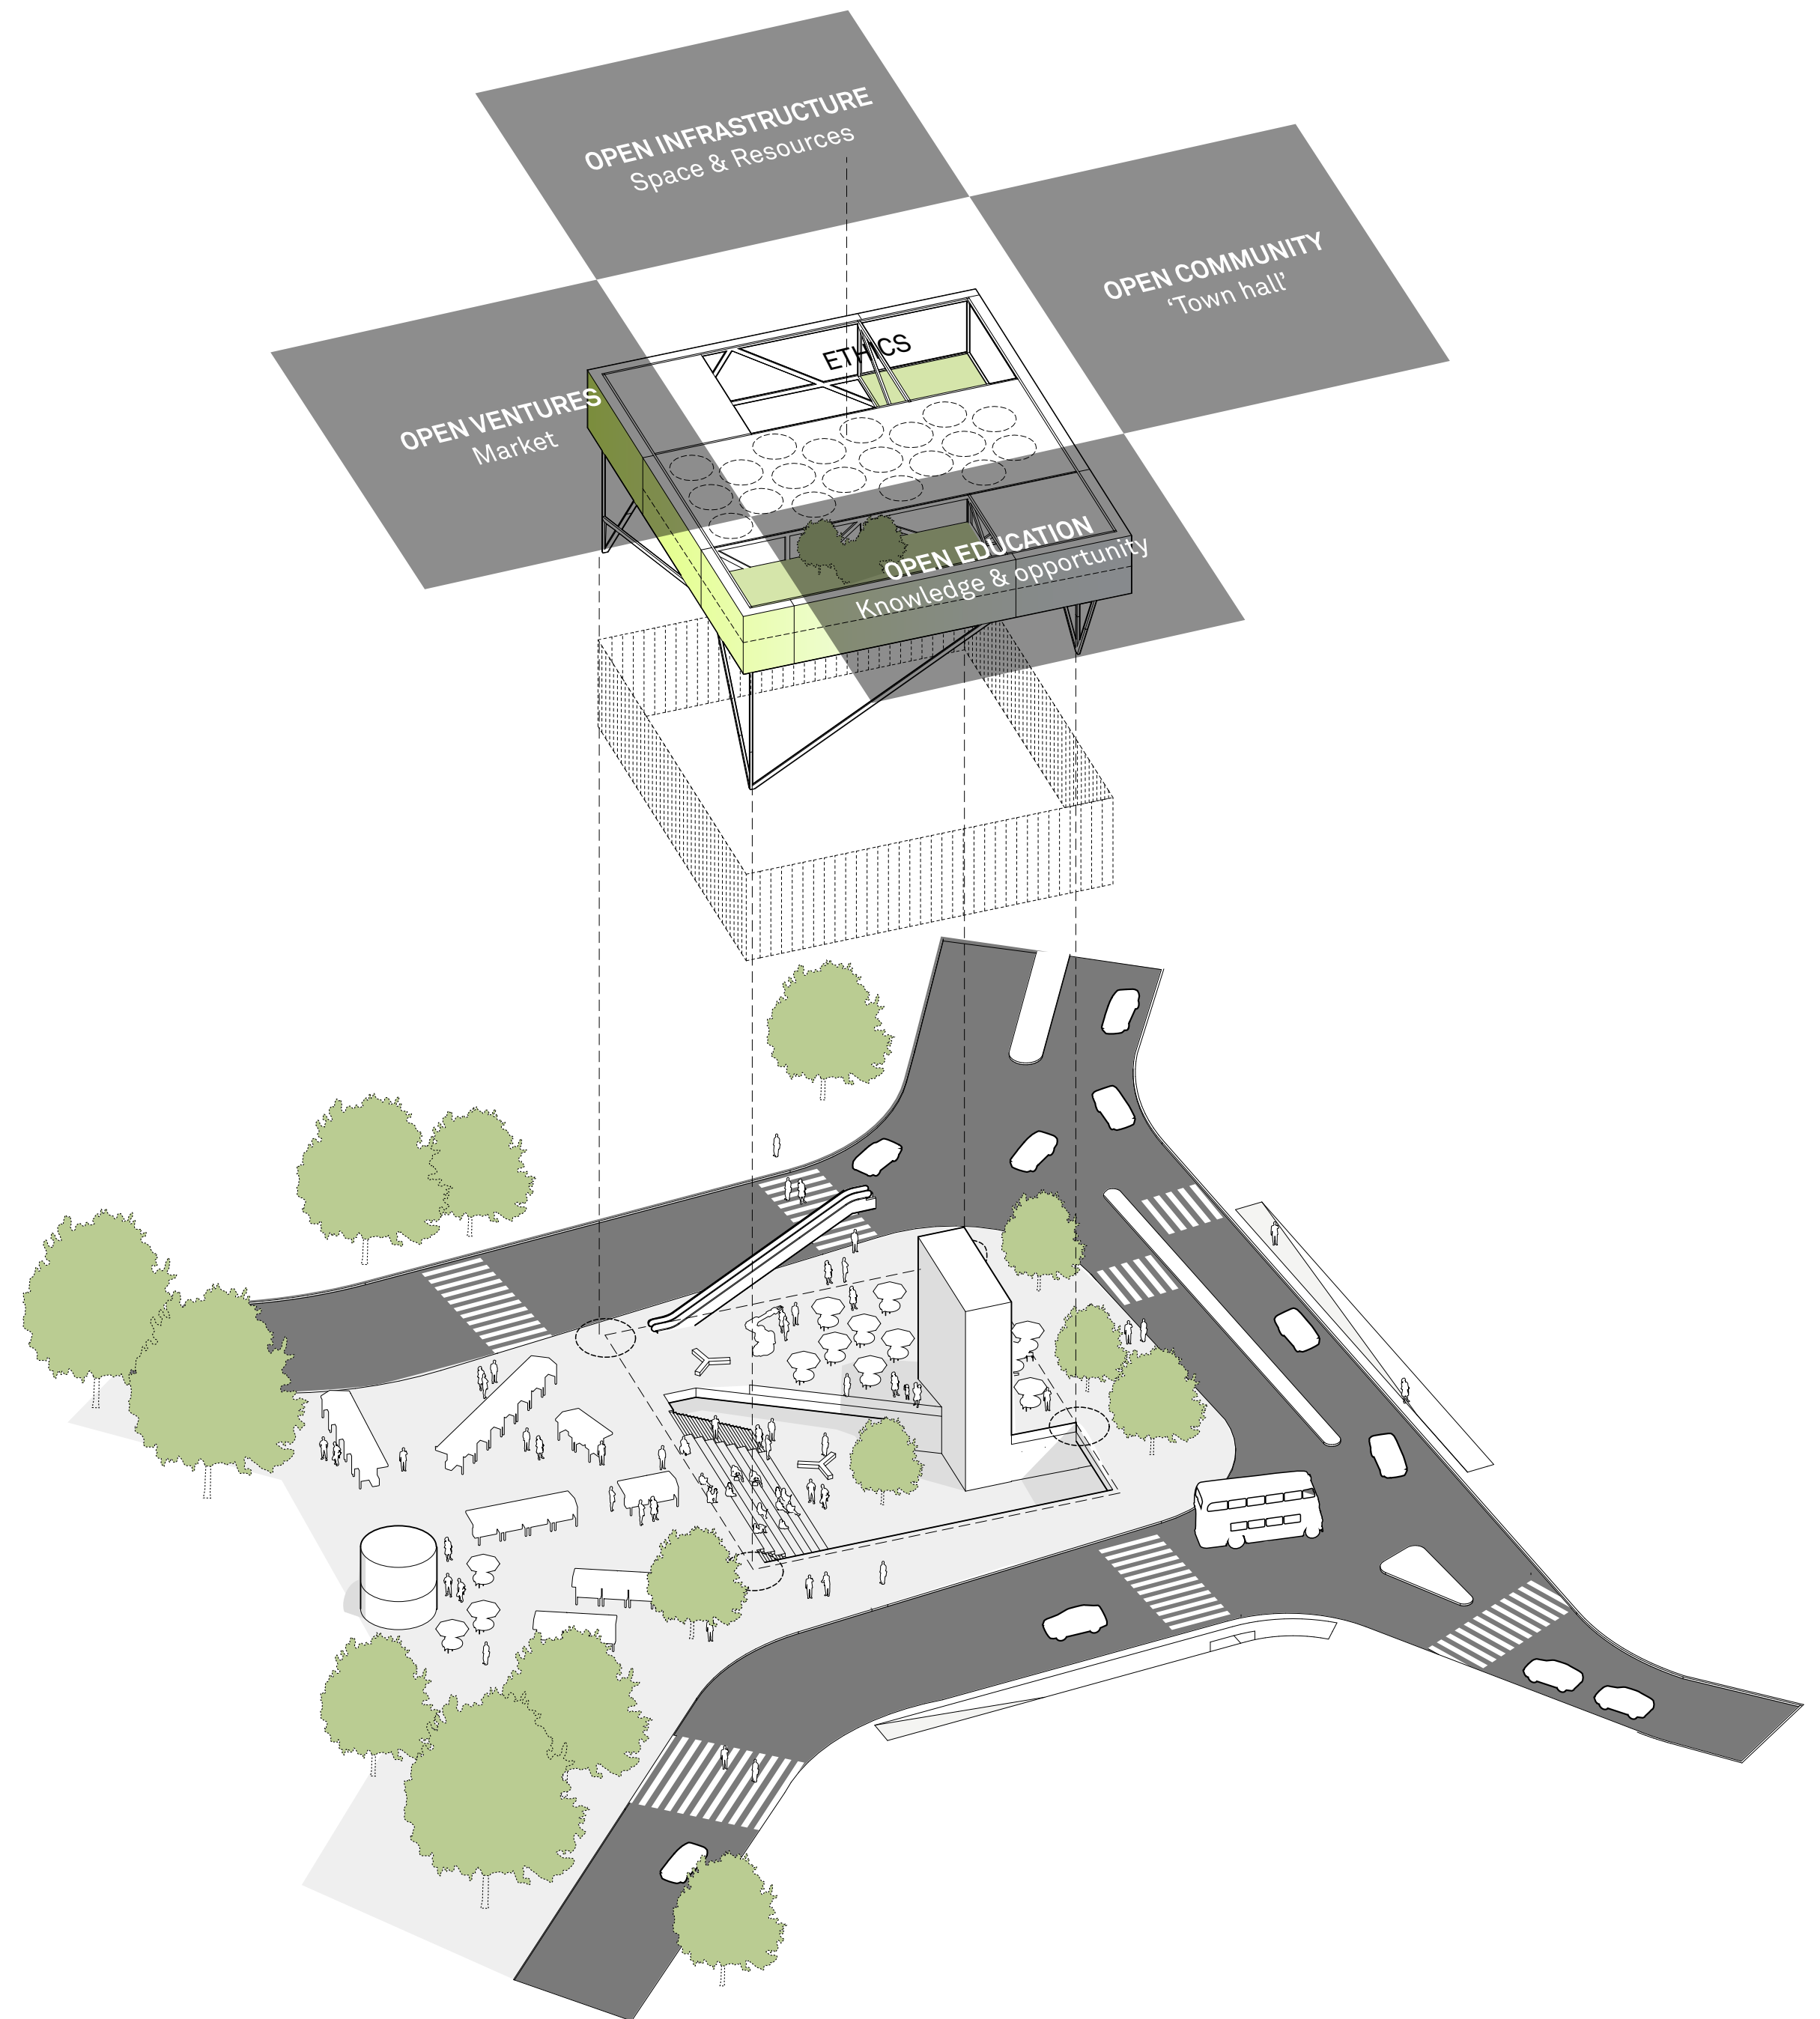 OPEN INFRASTRUCTURE
Space & Resources
OPEN COMMUNITY
‘Town hall’
ETHICS
OPEN VENTURES
Market
OPEN EDUCATION
Knowledge & opportunity